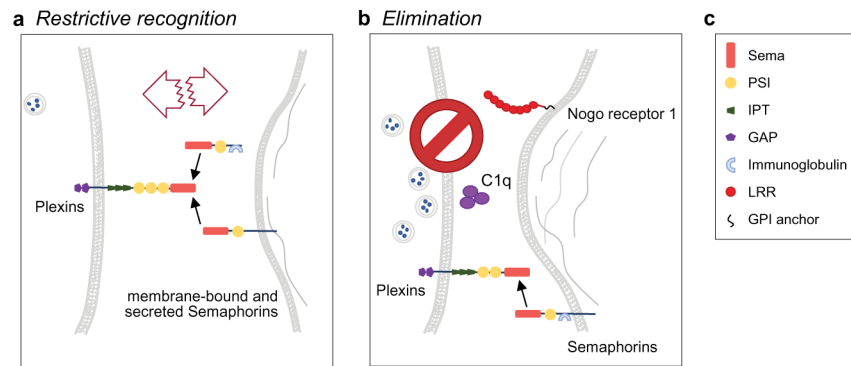 a Restrictive recognition
Plexins
membrane-bound and
secreted Semaphorins
b Elimination
Nogo receptor 1
C1q
Plexins
Semaphorins
c
Sema
PSI
IPT
GAP
Immunoglobulin
LRR
GPI anchor